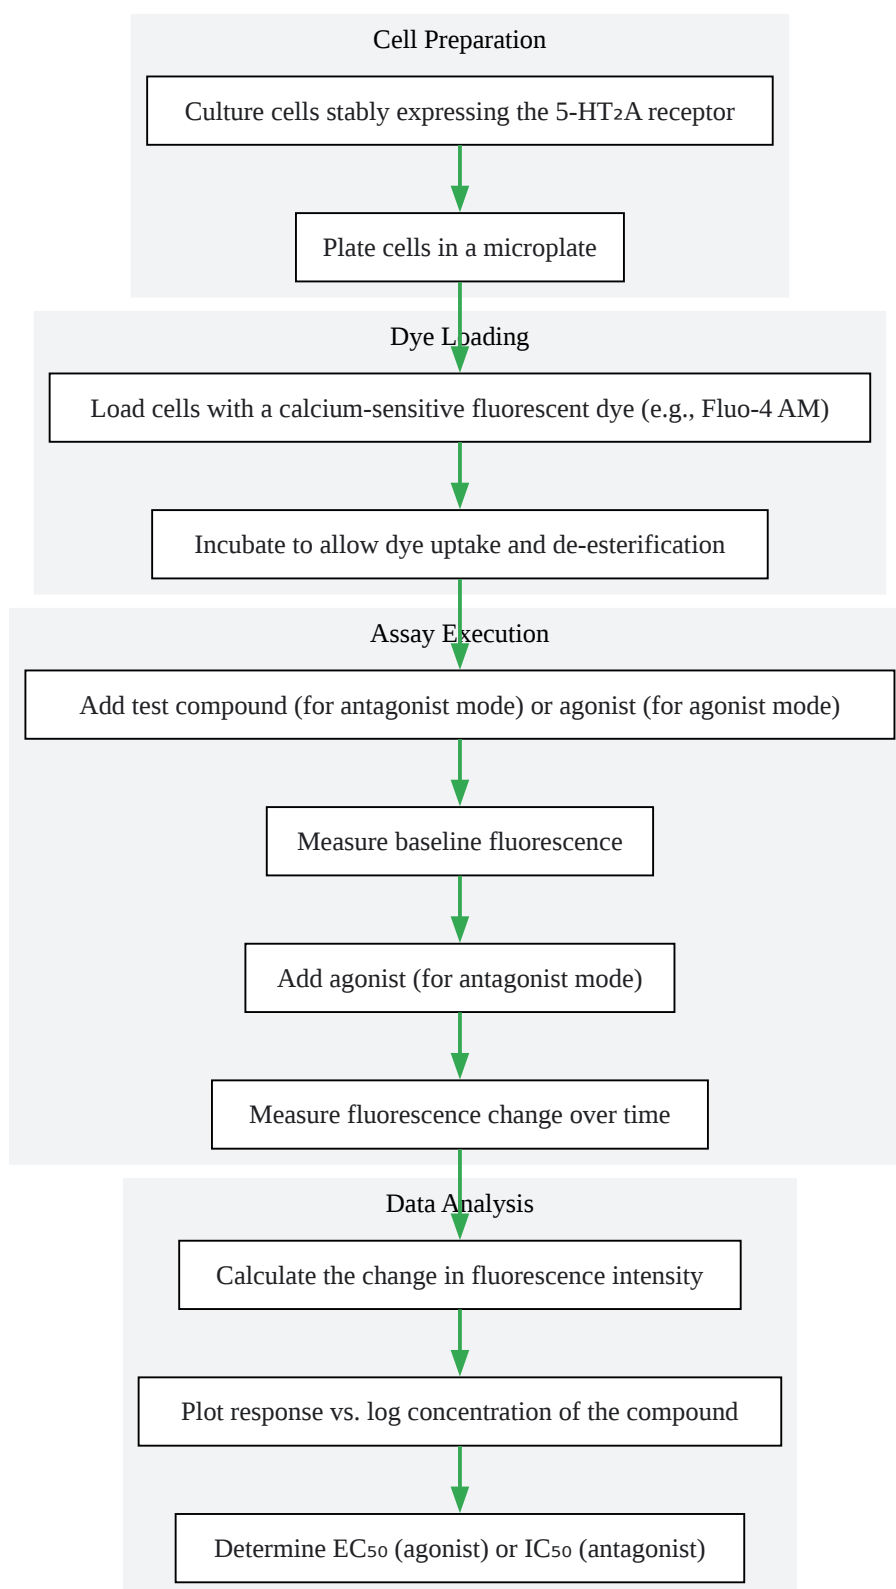 Cell Preparation
Culture cells stably expressing the 5-HT₂A receptor
Plate cells in a microplate
Dye Loading
Load cells with a calcium-sensitive fluorescent dye (e.g., Fluo-4 AM)
Incubate to allow dye uptake and de-esterification
Assay Execution
Add test compound (for antagonist mode) or agonist (for agonist mode)
Measure baseline fluorescence
Add agonist (for antagonist mode)
Measure fluorescence change over time
Data Analysis
Calculate the change in fluorescence intensity
Plot response vs. log concentration of the compound
Determine EC₅₀ (agonist) or IC₅₀ (antagonist)